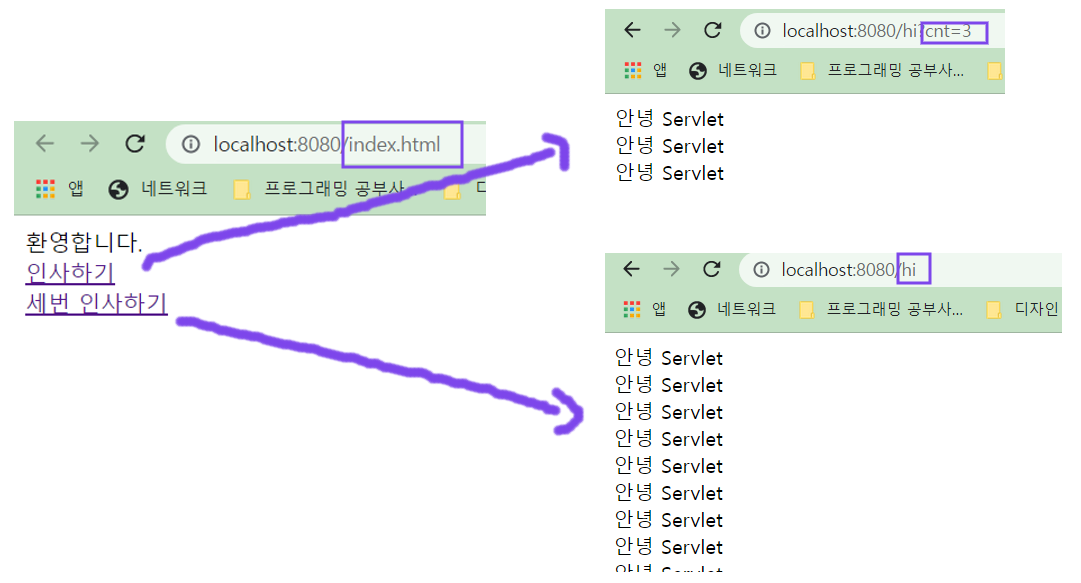 localhost:8080/index.html
앱 네트워크 프로그래밍 공부사
환영합니다.
인사하기
세번 인사하기
localhost:8080/hi?cnt=3
앱 네트워크 프로그래밍 공부사...
안녕 Servlet
안녕 Servlet
안녕 Servlet
localhost:8080/hi
앱 네트워크 프로그래밍 공부사... 디자인
안녕 Servlet
안녕 Servlet
안녕 Servlet
안녕 Servlet
안녕 Servlet
안녕 Servlet
안녕 Servlet
안녕 Servlet